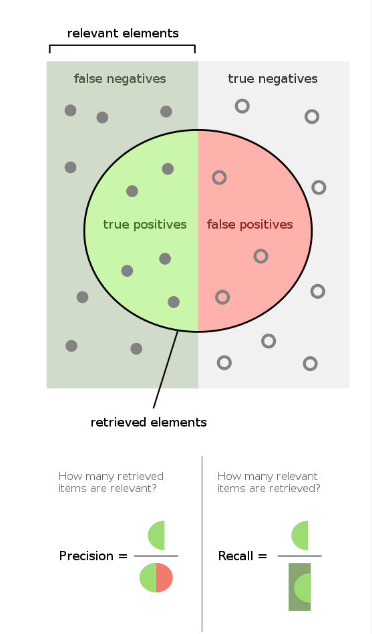 relevant elements
false negatives
true negatives
true positives
false positives
retrieved elements
How many retrieved
items are relevant?
How many relevant
items are retrieved?
Precision =
Recall =